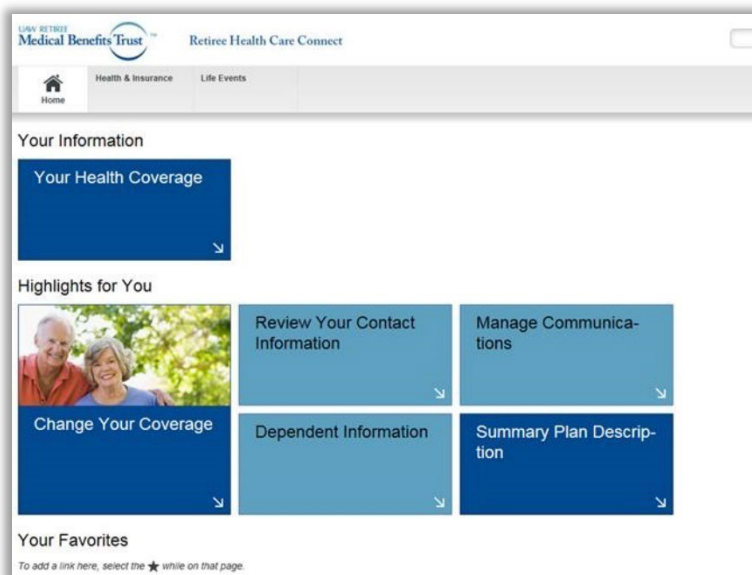 UAW RETIREE
Medical Benefits Trust ™
Retiree Health Care Connect
Home
Health & Insurance
Life Events
Your Information
Your Health Coverage
Highlights for You
Change Your Coverage
Review Your Contact
Information
Manage Communica-
tions
Dependent Information
Summary Plan Descrip-
tion
Your Favorites
To add a link here, select the ★ while on that page.